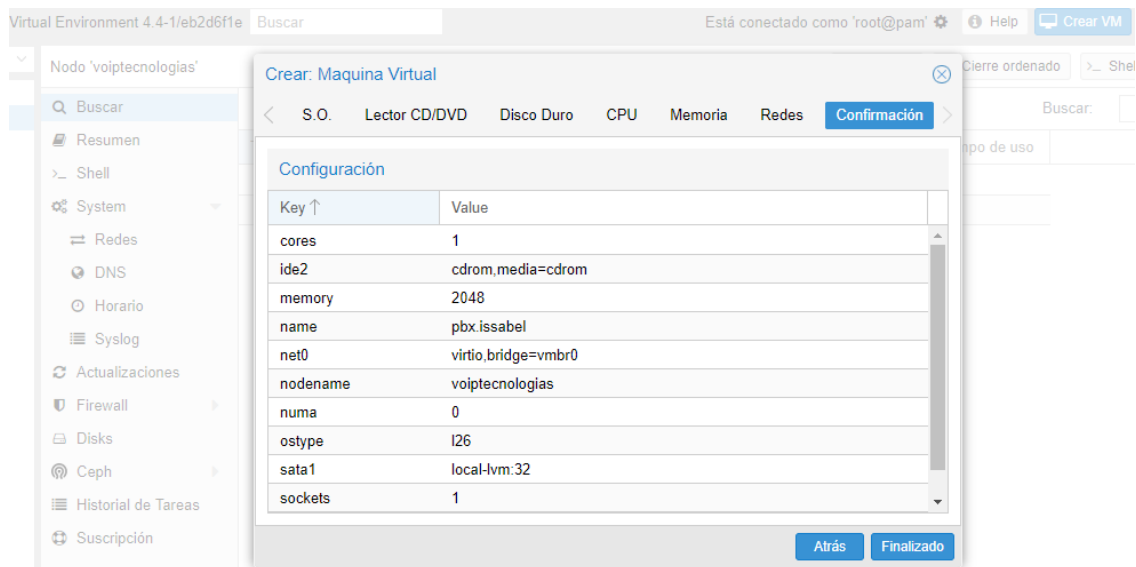 Virtual Environment 4.4-1/eb2d6f1e Buscar Está conectado como 'root@pam' Help Crear VM
Nodo 'voiptecnologias' Cierre ordenado >_ Shel
Buscar
Resumen
>_ Shell
System
Redes
DNS
Horario
Syslog
Actualizaciones
Firewall
Disks
Ceph
Historial de Tareas
Suscripción
Buscar:
npo de uso
Crear: Maquina Virtual
S.O. Lector CD/DVD Disco Duro CPU Memoria Redes Confirmación
Configuración
Key ↑ Value
cores 1
ide2 cdrom,media=cdrom
memory 2048
name pbx.issabel
net0 virtio,bridge=vmbr0
nodename voiptecnologias
numa 0
ostype l26
sata1 local-lvm:32
sockets 1
Atrás Finalizado